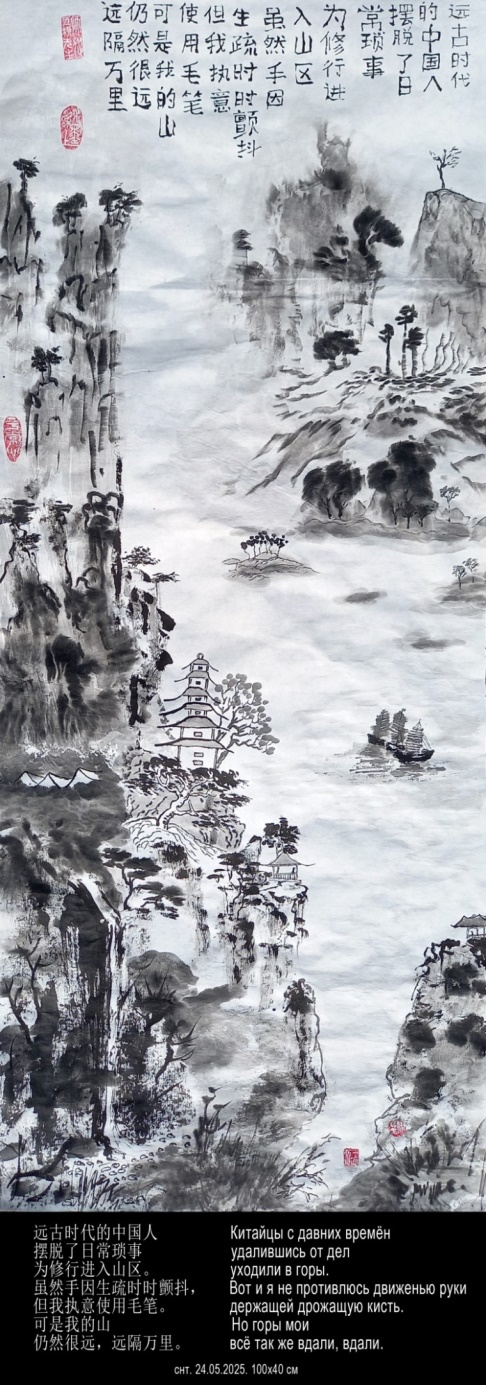 远古时代
的中国人
摆脱了日
常琐事
为修行进
入山区
虽然手因
生疏时时颤抖
但我执意
使用毛笔
可是我的山
仍然很远
远隔万里
远古时代的中国人
摆脱了日常琐事
为修行进入山区。
虽然手因生疏时时颤抖，
但我执意使用毛笔。
可是我的山
仍然很远，远隔万里。
Китайцы с давних времён
удалившись от дел
уходили в горы.
Вот и я не противлюсь движенью руки
держащей дрожащую кисть.
Но горы мои
всё так же вдали, вдали.
снт. 24.05.2025. 100x40 см